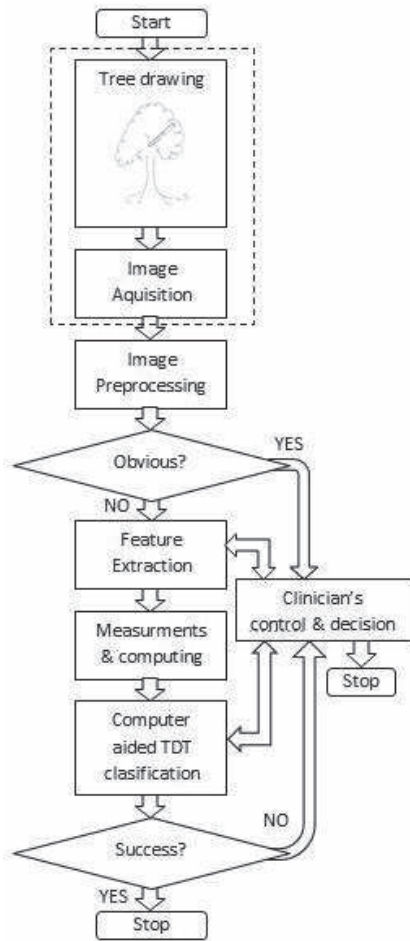 Start
Tree drawing
Image
Aquisition
Image
Preprocessing
Obvious?
YES
NO
Feature
Extraction
Clinician's
control & decision
Measurments
& computing
Stop
Computer
aided TDT
clasification
NO
Success?
YES
Stop